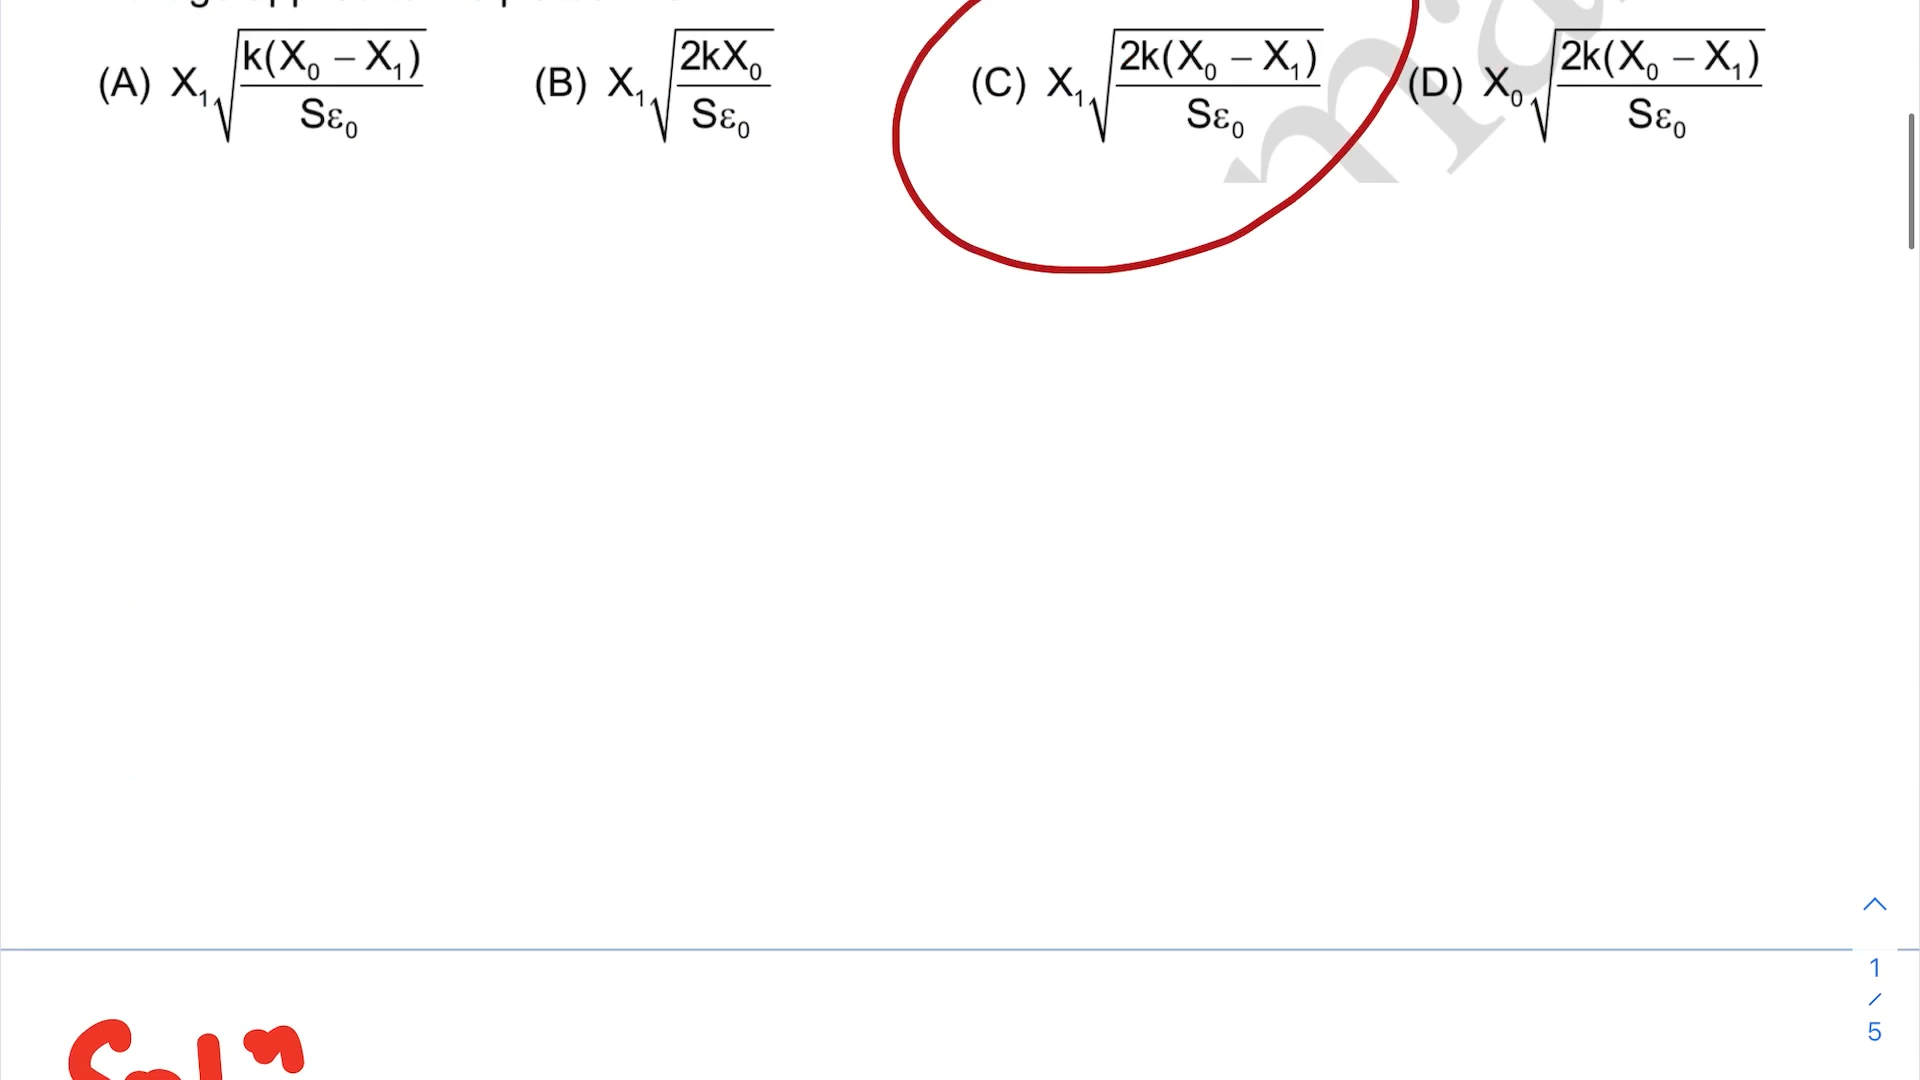 (A) X₁√(k(X₀ – X₁)/Sε₀) (B) X₁√(2kX₀/Sε₀) (C) X₁√(2k(X₀ – X₁)/Sε₀) (D) X₀√(2k(X₀ – X₁)/Sε₀)
1
/
5